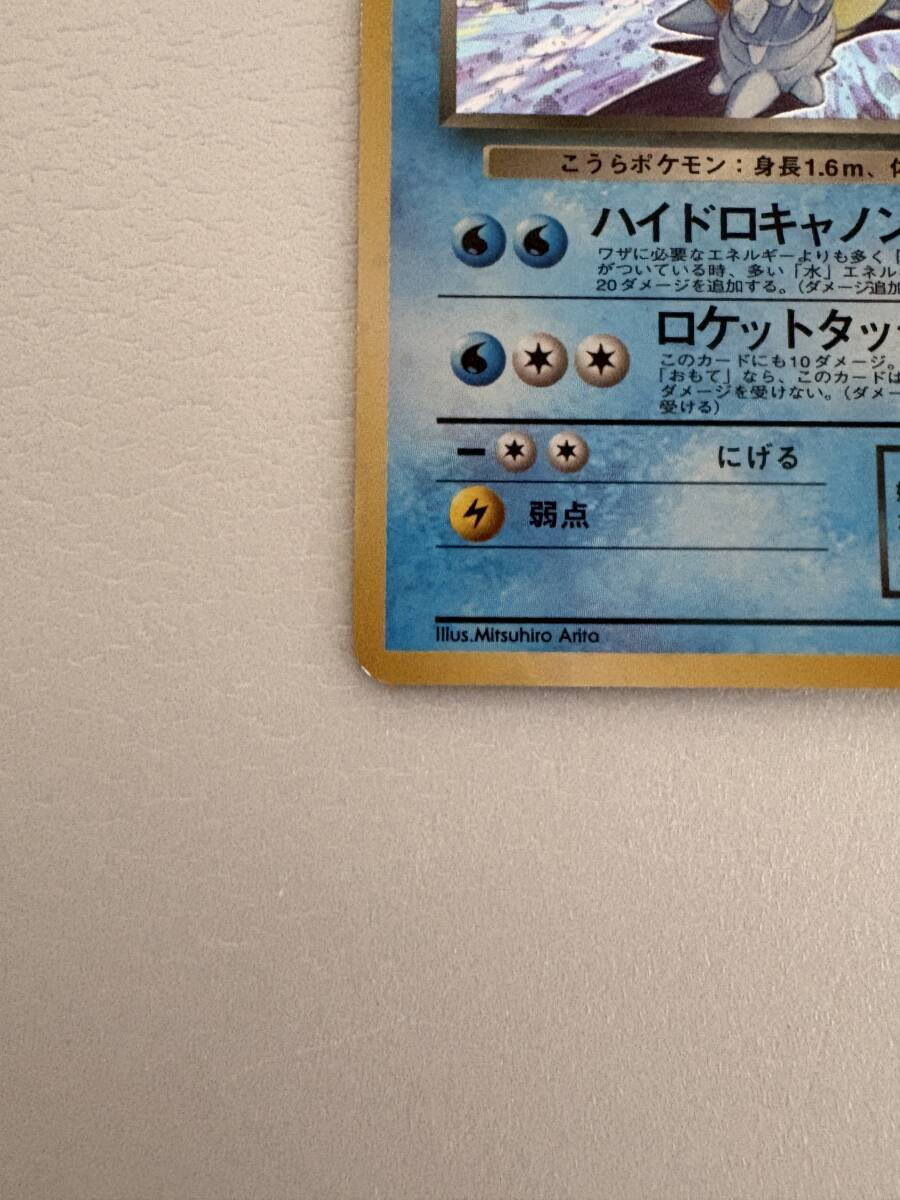 こうらポケモン：身長1.6m、
ハイドロキャノン
ワザに必要なエネルギーよりも多く「
がついている時、多い「水」エネル
20ダメージを追加する。（ダメージ追加
ロケットタッ
このカードにも10ダメージ。
「おもて」なら、このカードは
ダメージを受けない。（ダメー
受ける）
にげる
弱点
Illus.Mitsuhiro Arita